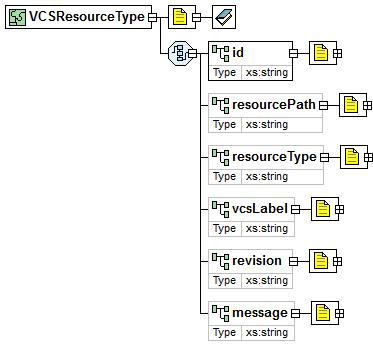 VCSResourceType
id
Type xs:string
resourcePath
Type xs:string
resourceType
Type xs:string
vcsLabel
Type xs:string
revision
Type xs:string
message
Type xs:string